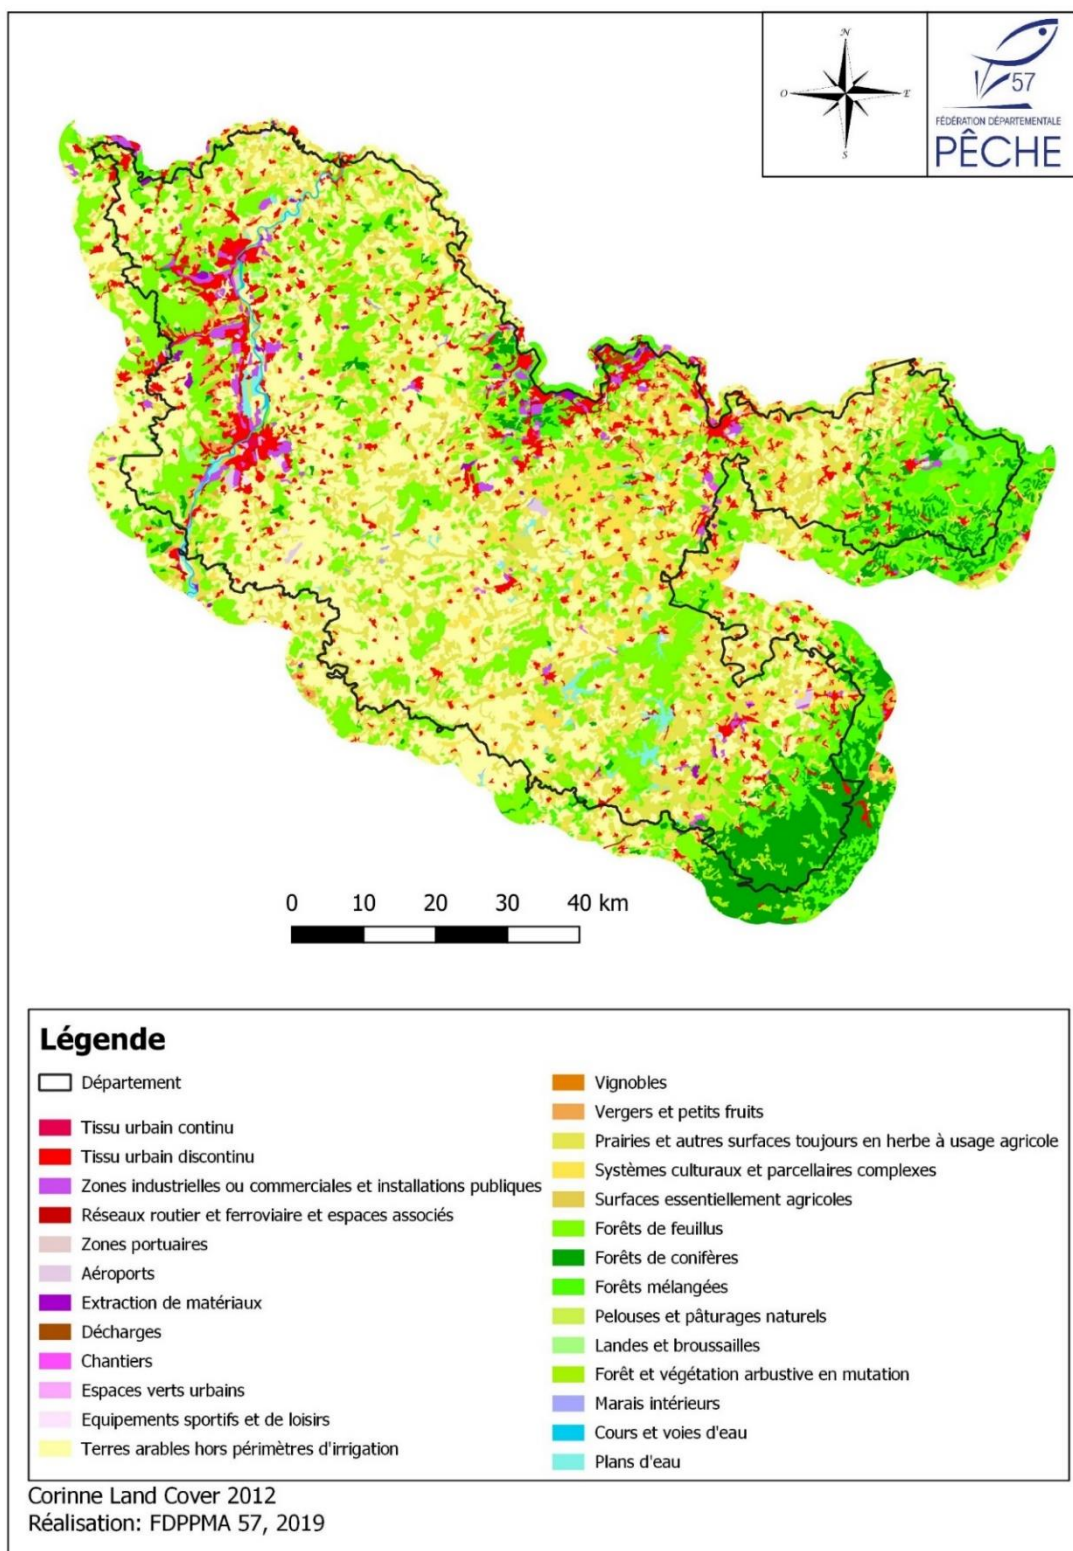 N
O
E
S
57
FÉDÉRATION DÉPARTEMENTALE
PÊCHE
0 10 20 30 40 km
Légende
Département
Tissu urbain continu
Tissu urbain discontinu
Zones industrielles ou commerciales et installations publiques
Réseaux routier et ferroviaire et espaces associés
Zones portuaires
Aéroports
Extraction de matériaux
Décharges
Chantiers
Espaces verts urbains
Equipements sportifs et de loisirs
Terres arables hors périmètres d'irrigation
Vignobles
Vergers et petits fruits
Prairies et autres surfaces toujours en herbe à usage agricole
Systèmes culturaux et parcellaires complexes
Surfaces essentiellement agricoles
Forêts de feuillus
Forêts de conifères
Forêts mélangées
Pelouses et pâturages naturels
Landes et broussailles
Forêt et végétation arbustive en mutation
Marais intérieurs
Cours et voies d'eau
Plans d'eau
Corinne Land Cover 2012
Réalisation: FDPPMA 57, 2019